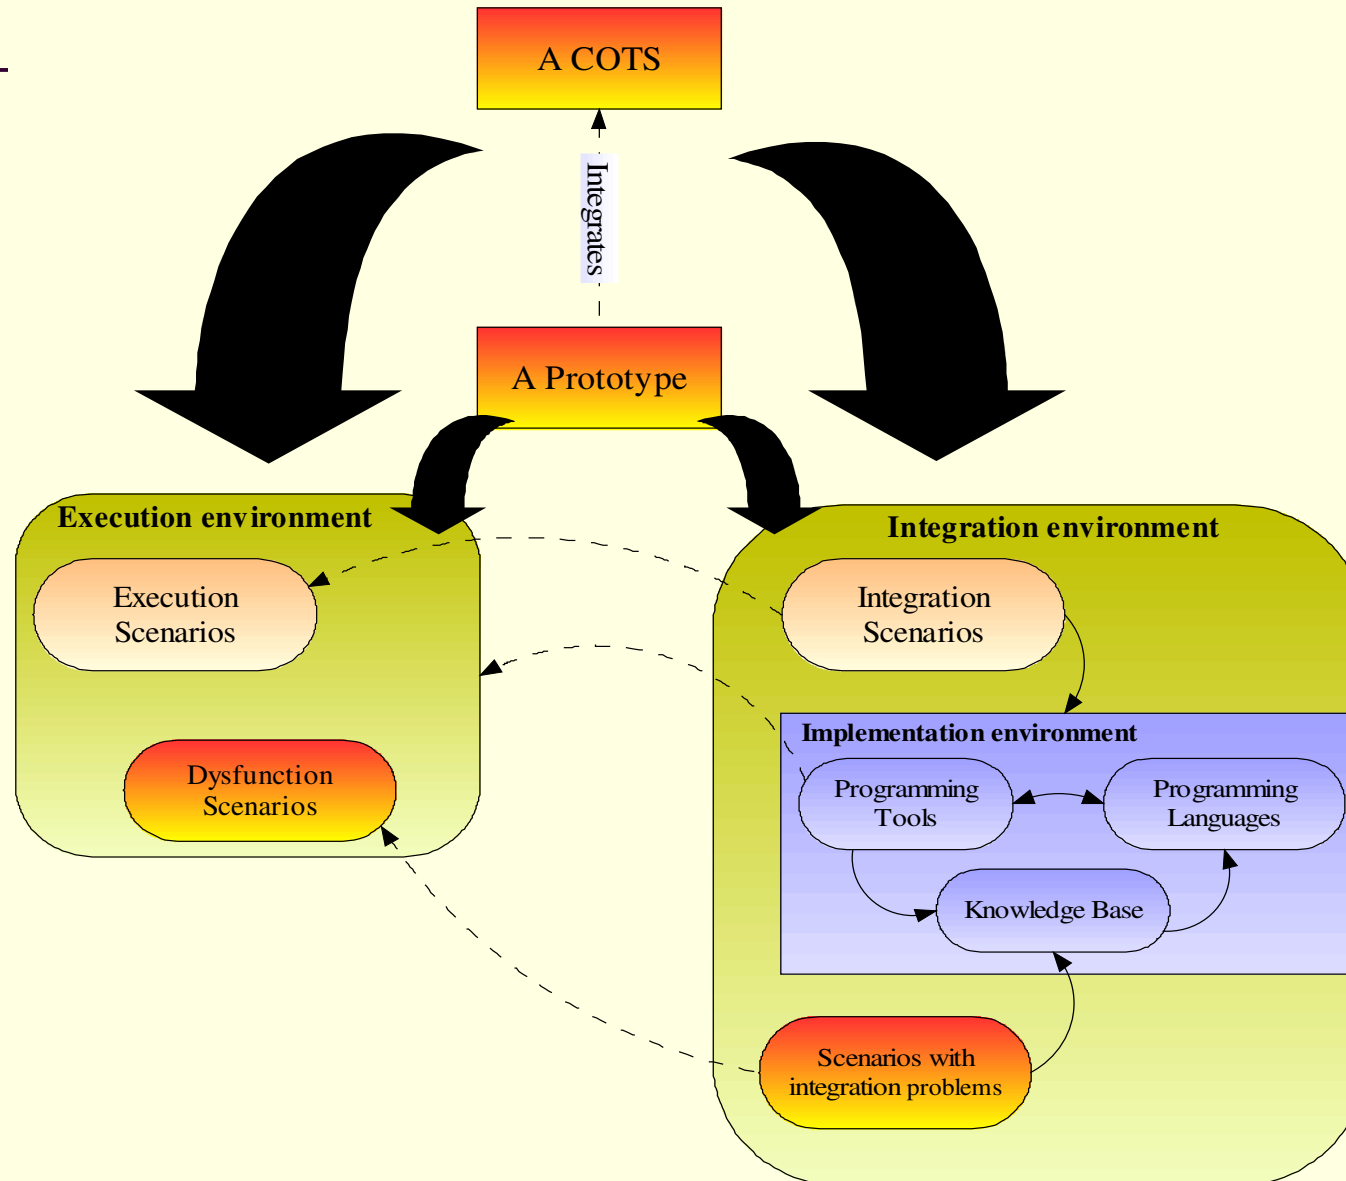 A COTS
Integrates
A Prototype
Execution environment
Execution
Scenarios
Dysfunction
Scenarios
Integration environment
Integration
Scenarios
Implementation environment
Programming
Tools
Programming
Languages
Knowledge Base
Scenarios with
integration problems